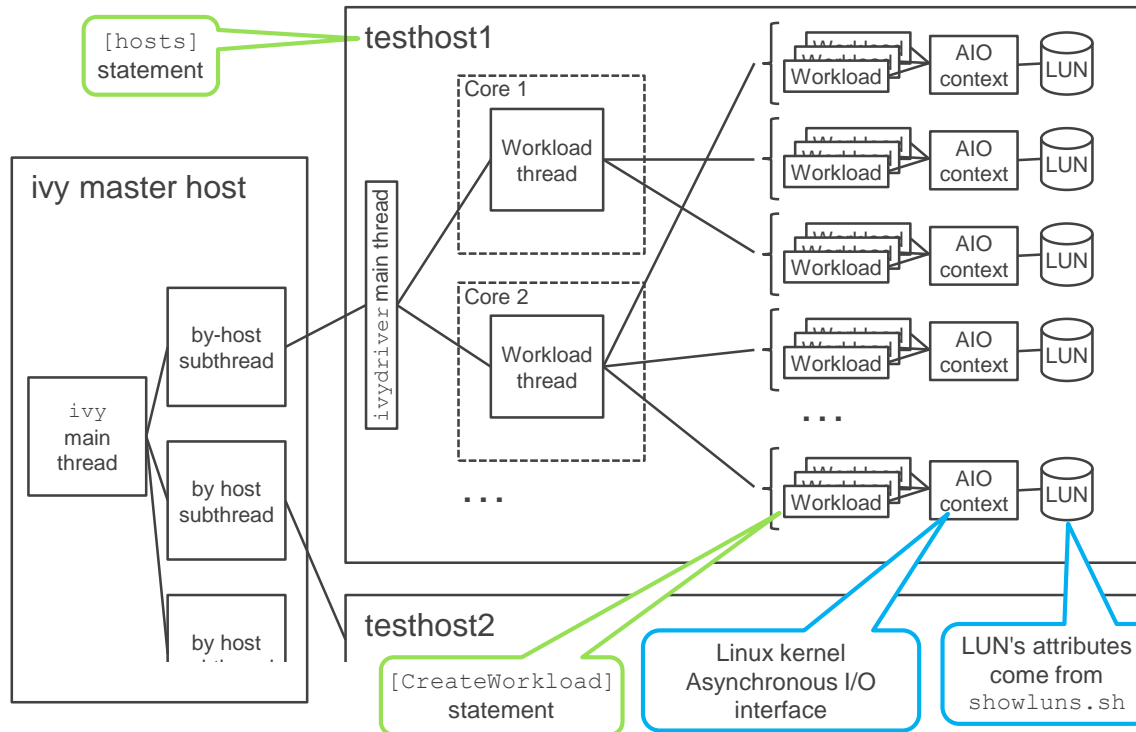 [hosts]
statement
testhost1
Core 1
Workload
thread
Core 2
Workload
thread
ivydriver main thread
...
Workload
AIO
context
LUN
Workload
AIO
context
LUN
Workload
AIO
context
LUN
Workload
AIO
context
LUN
...
Workload
AIO
context
LUN
ivy master host
ivy
main
thread
by-host
subthread
by host
subthread
by host
testhost2
[CreateWorkload]
statement
Linux kernel
Asynchronous I/O
interface
LUN's attributes
come from
showluns.sh